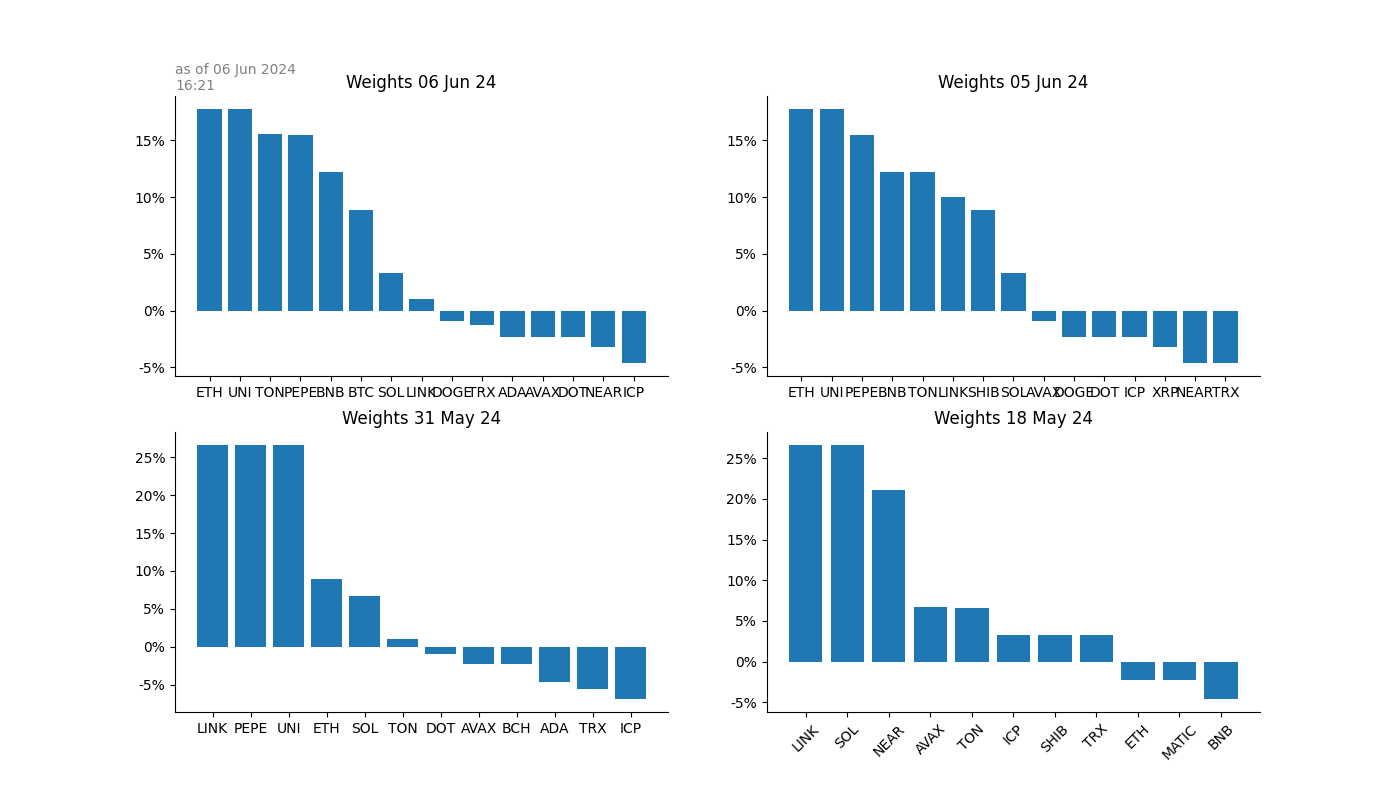 as of 06 Jun 2024
16:21
Weights 06 Jun 24
15%
10%
5%
0%
-5%
ETH UNI TON PEPE BNB BTC SOL LINK DOGE TRX ADA AVAX DOT NEAR ICP
Weights 05 Jun 24
15%
10%
5%
0%
-5%
ETH UNI PEPE BNB TON LINK SHIB SOL AVAX DOGE DOT ICP XRP NEAR TRX
Weights 31 May 24
25%
20%
15%
10%
5%
0%
-5%
LINK PEPE UNI ETH SOL TON DOT AVAX BCH ADA TRX ICP
Weights 18 May 24
25%
20%
15%
10%
5%
0%
-5%
LINK SOL NEAR AVAX TON ICP SHIB TRX ETH MATIC BNB